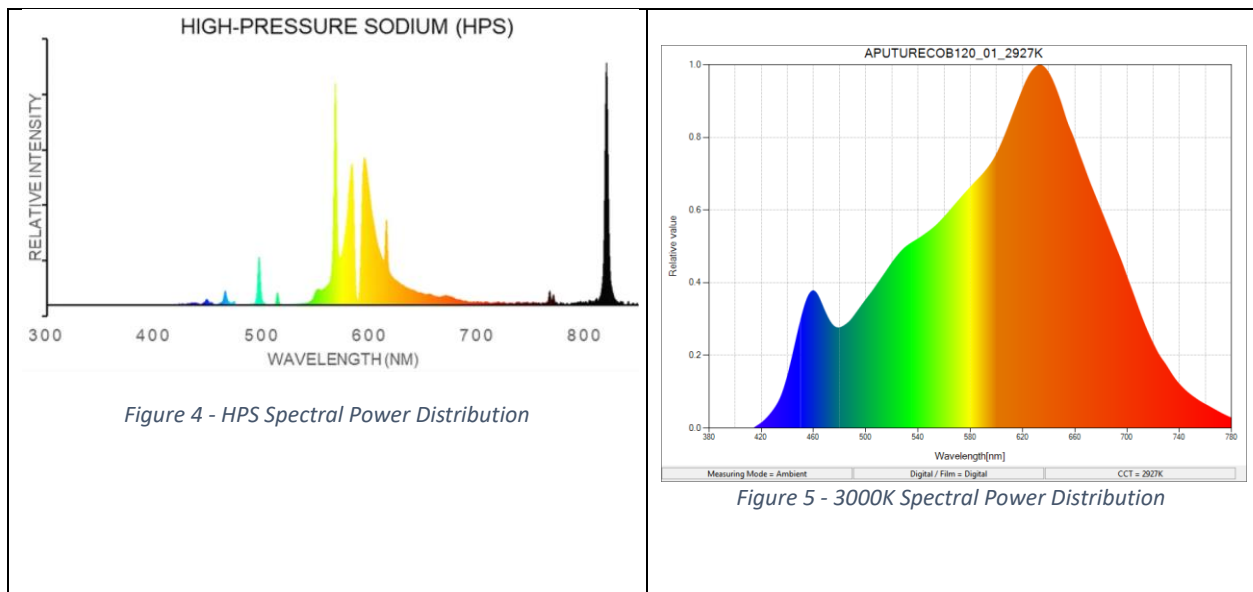 HIGH-PRESSURE SODIUM (HPS)
RELATIVE INTENSITY
300 400 500 600 700 800
WAVELENGTH (NM)
Figure 4 - HPS Spectral Power Distribution
APUTURECOB120_01_2927K
Relative value
1.0
0.8
0.6
0.4
0.2
0.0
380 420 460 500 540 580 620 660 700 740 780
Wavelength[nm]
Measuring Mode = Ambient Digital / Film = Digital CCT = 2927K
Figure 5 - 3000K Spectral Power Distribution